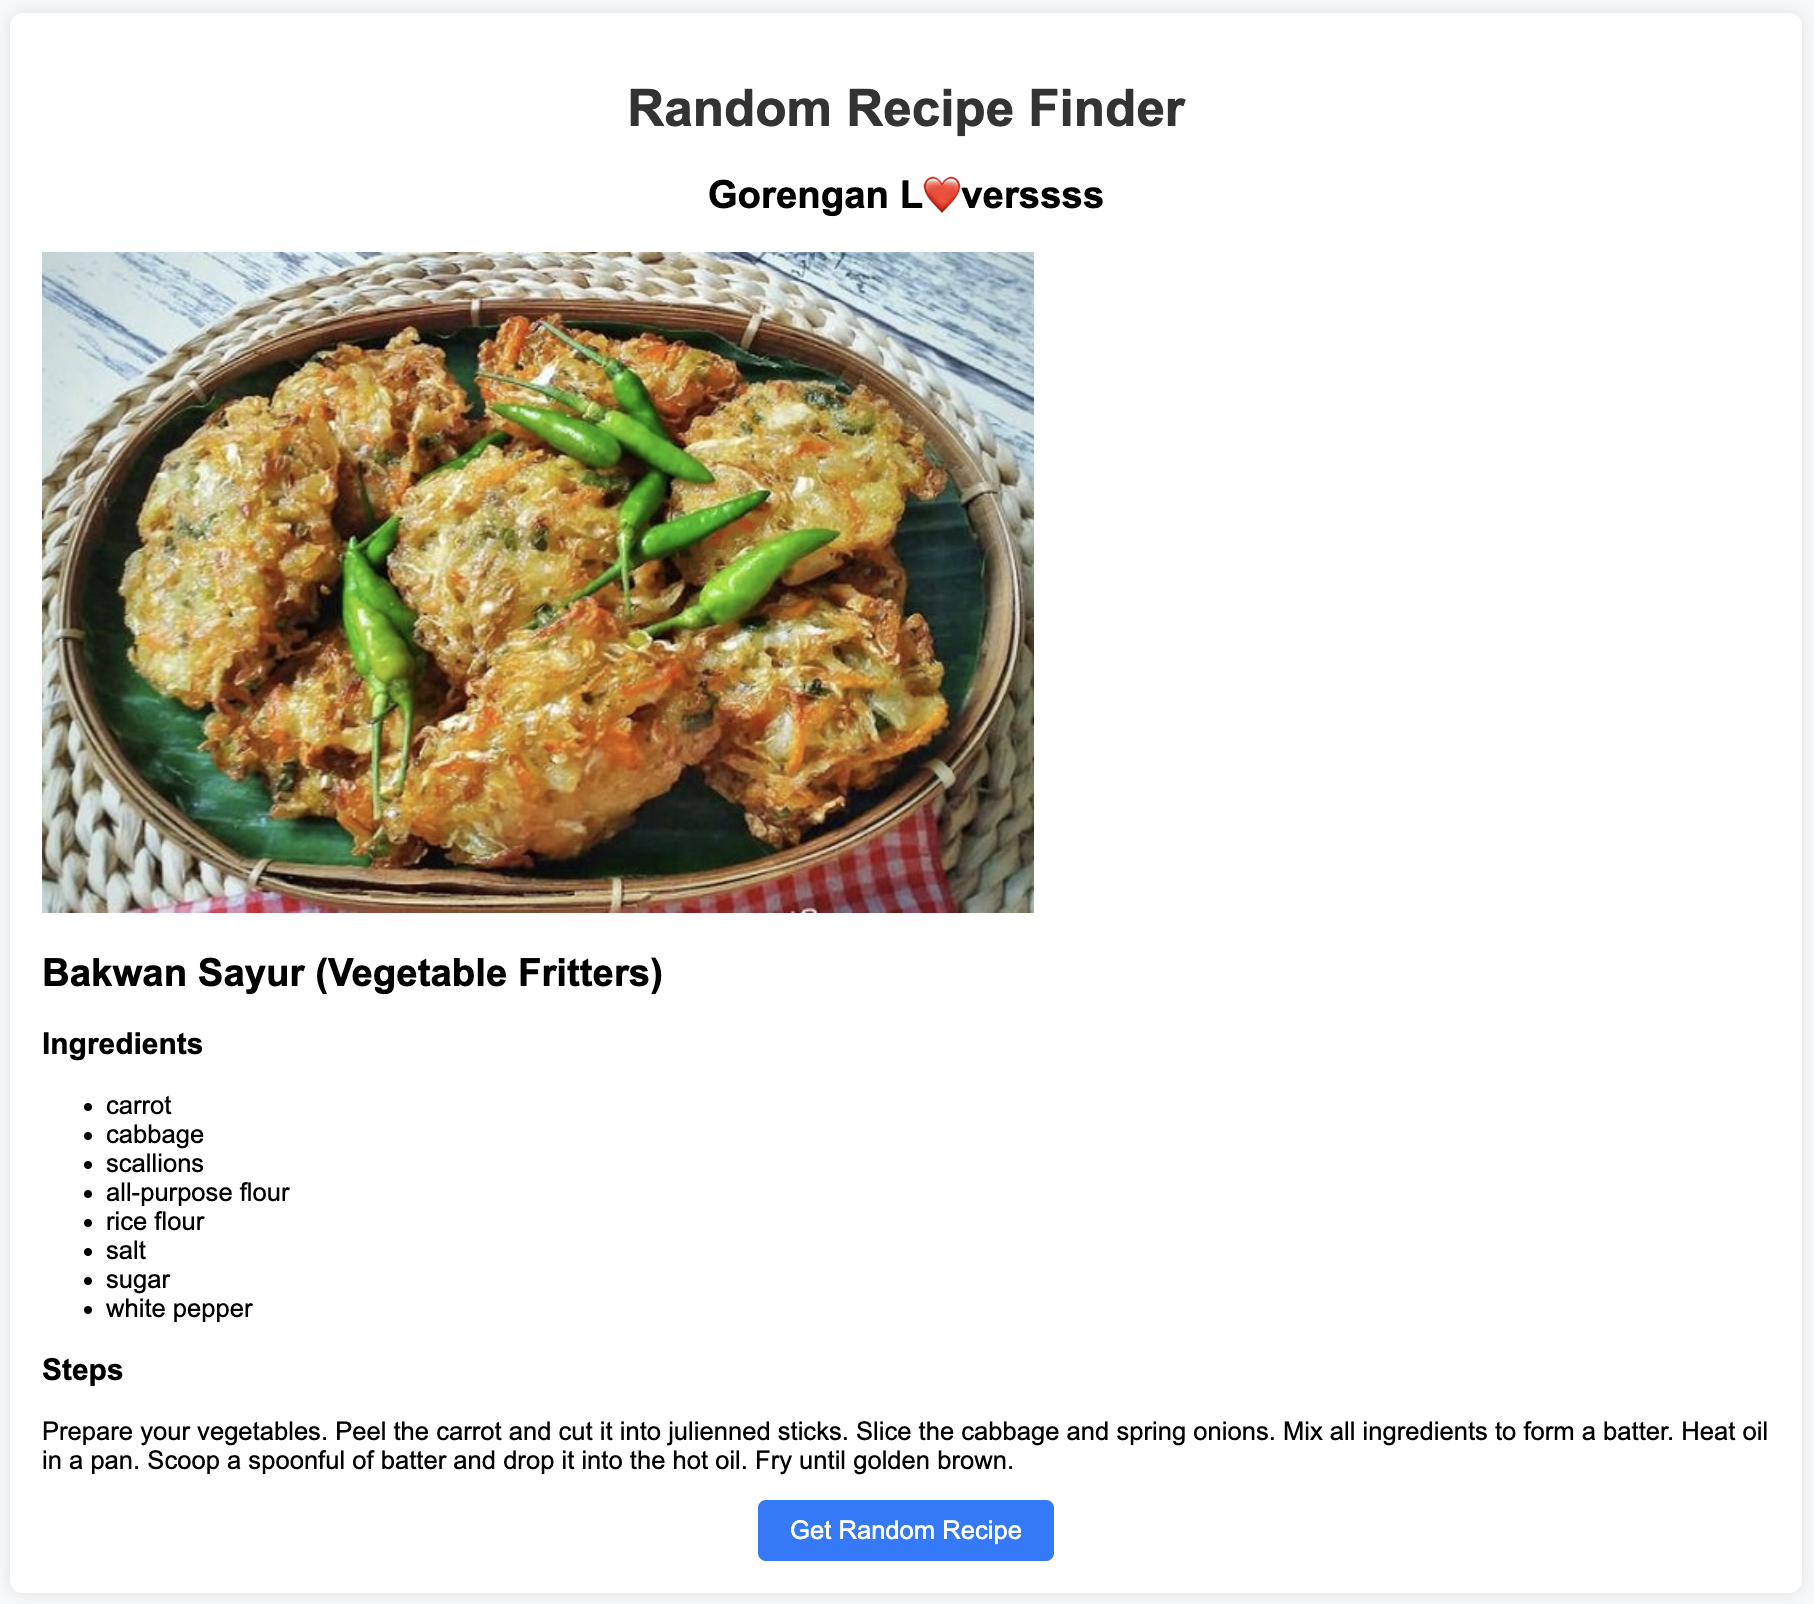 Random Recipe Finder
Gorengan L❤️verssss
Bakwan Sayur (Vegetable Fritters)
Ingredients
• carrot
• cabbage
• scallions
• all-purpose flour
• rice flour
• salt
• sugar
• white pepper
Steps
Prepare your vegetables. Peel the carrot and cut it into julienned sticks. Slice the cabbage and spring onions. Mix all ingredients to form a batter. Heat oil
in a pan. Scoop a spoonful of batter and drop it into the hot oil. Fry until golden brown.
Get Random Recipe